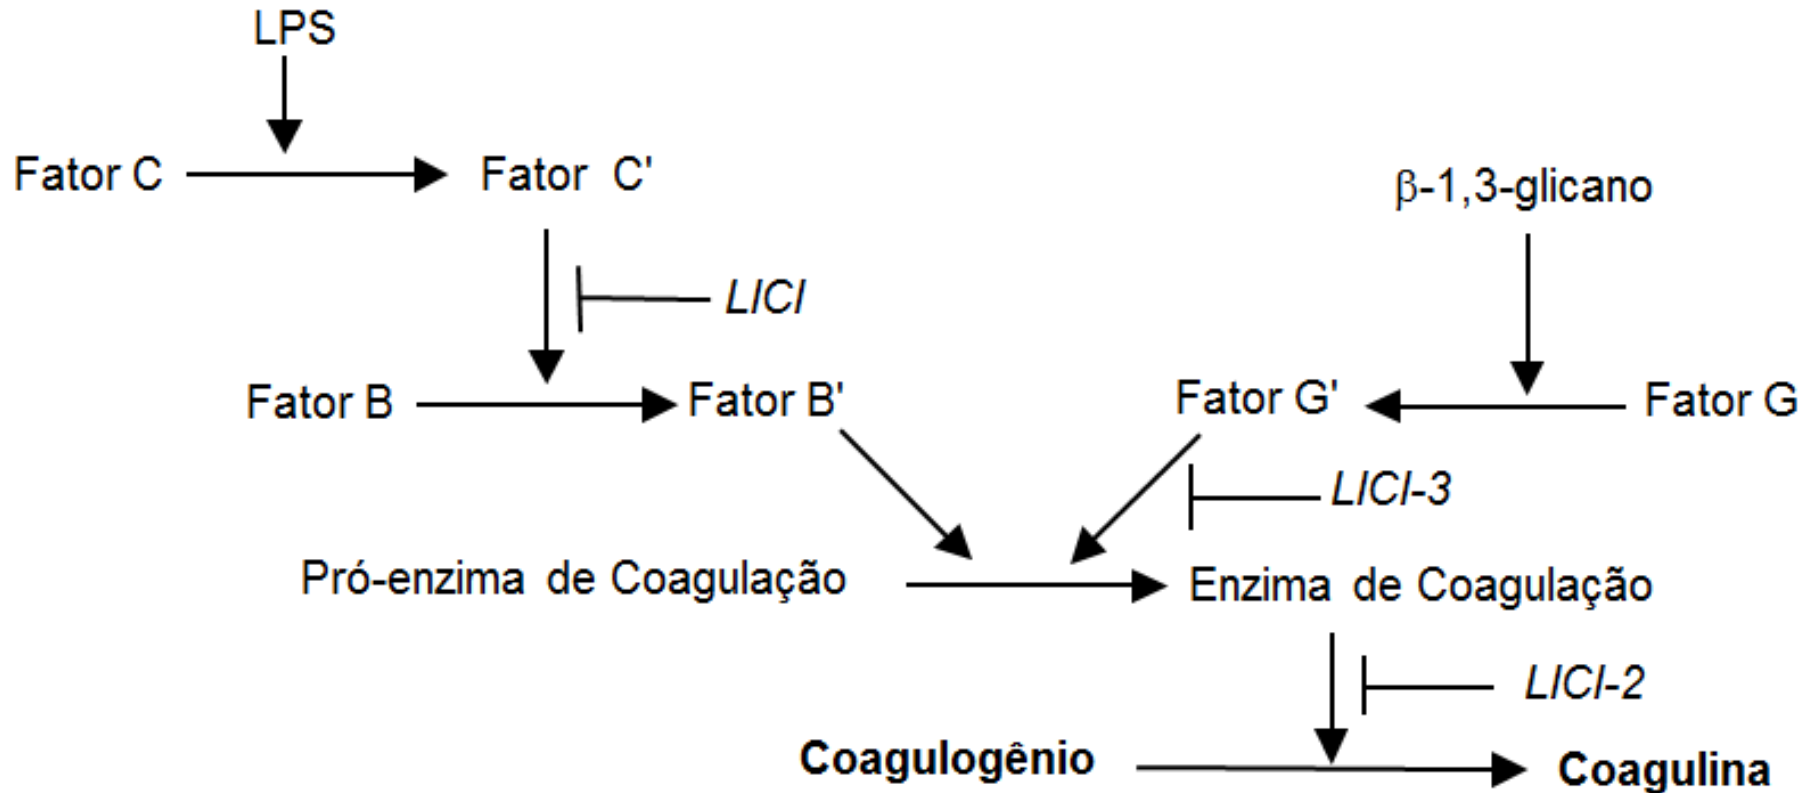 LPS
Fator C
Fator C'
β-1,3-glicano
LICI
Fator B
Fator B'
Fator G'
Fator G
LICI-3
Pró-enzima de Coagulação
Enzima de Coagulação
LICI-2
Coagulogênio
Coagulina